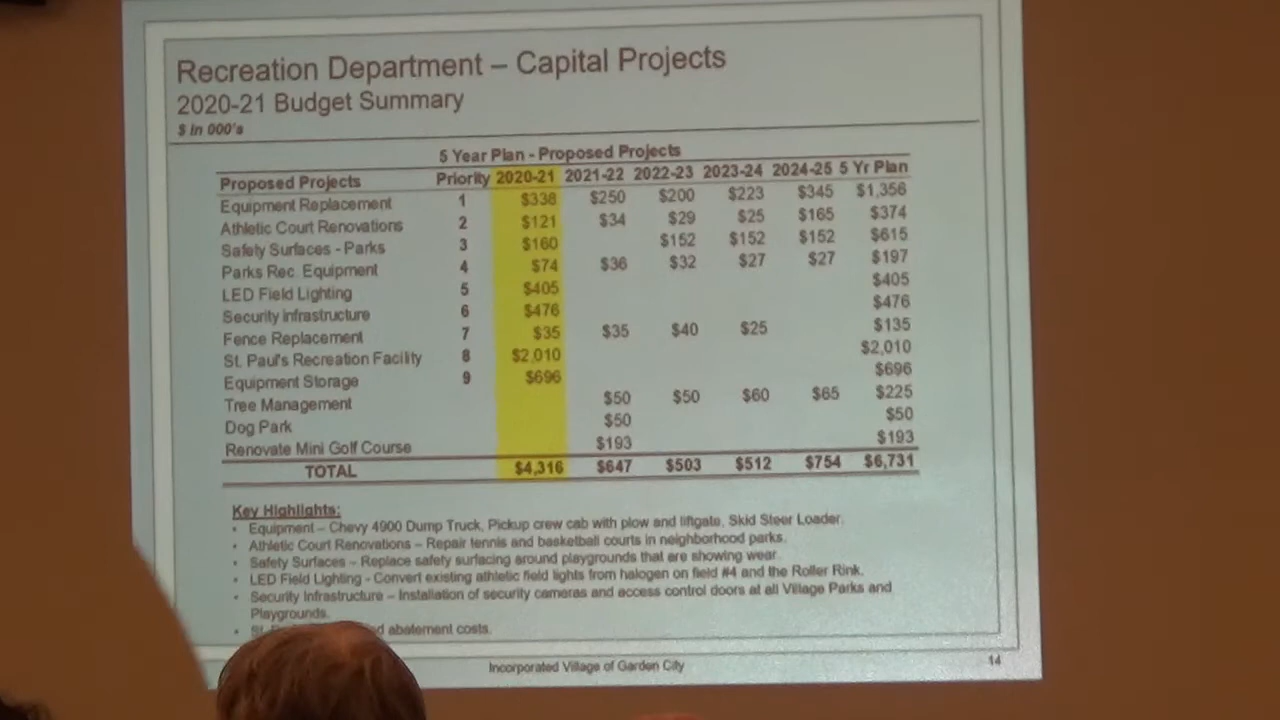 Recreation Department – Capital Projects
2020-21 Budget Summary
$ in 000's
5 Year Plan - Proposed Projects
Proposed Projects Priority 2020-21 2021-22 2022-23 2023-24 2024-25 5 Yr Plan
Equipment Replacement 1 $338 $250 $200 $223 $345 $1,356
Athletic Court Renovations 2 $121 $34 $29 $25 $165 $374
Safety Surfaces - Parks 3 $160 $152 $152 $152 $615
Parks Rec. Equipment 4 $74 $36 $32 $27 $27 $197
LED Field Lighting 5 $405 $405
Security infrastructure 6 $476 $476
Fence Replacement 7 $35 $35 $40 $25 $135
St. Paul's Recreation Facility 8 $2,010 $2,010
Equipment Storage 9 $696 $696
Tree Management $50 $50 $60 $65 $225
Dog Park $50 $50
Renovate Mini Golf Course $193 $193
TOTAL $4,316 $647 $503 $512 $754 $6,731
Key Highlights:
• Equipment – Chevy 4900 Dump Truck, Pickup crew cab with plow and liftgate, Skid Steer Loader.
• Athletic Court Renovations – Repair tennis and basketball courts in neighborhood parks.
• Safety Surfaces – Replace safety surfacing around playgrounds that are showing wear.
• LED Field Lighting - Convert existing athletic field lights from halogen on field #4 and the Roller Rink.
• Security Infrastructure – Installation of security cameras and access control doors at all Village Parks and
Playgrounds.
• St. abatement costs.
Incorporated Village of Garden City 14